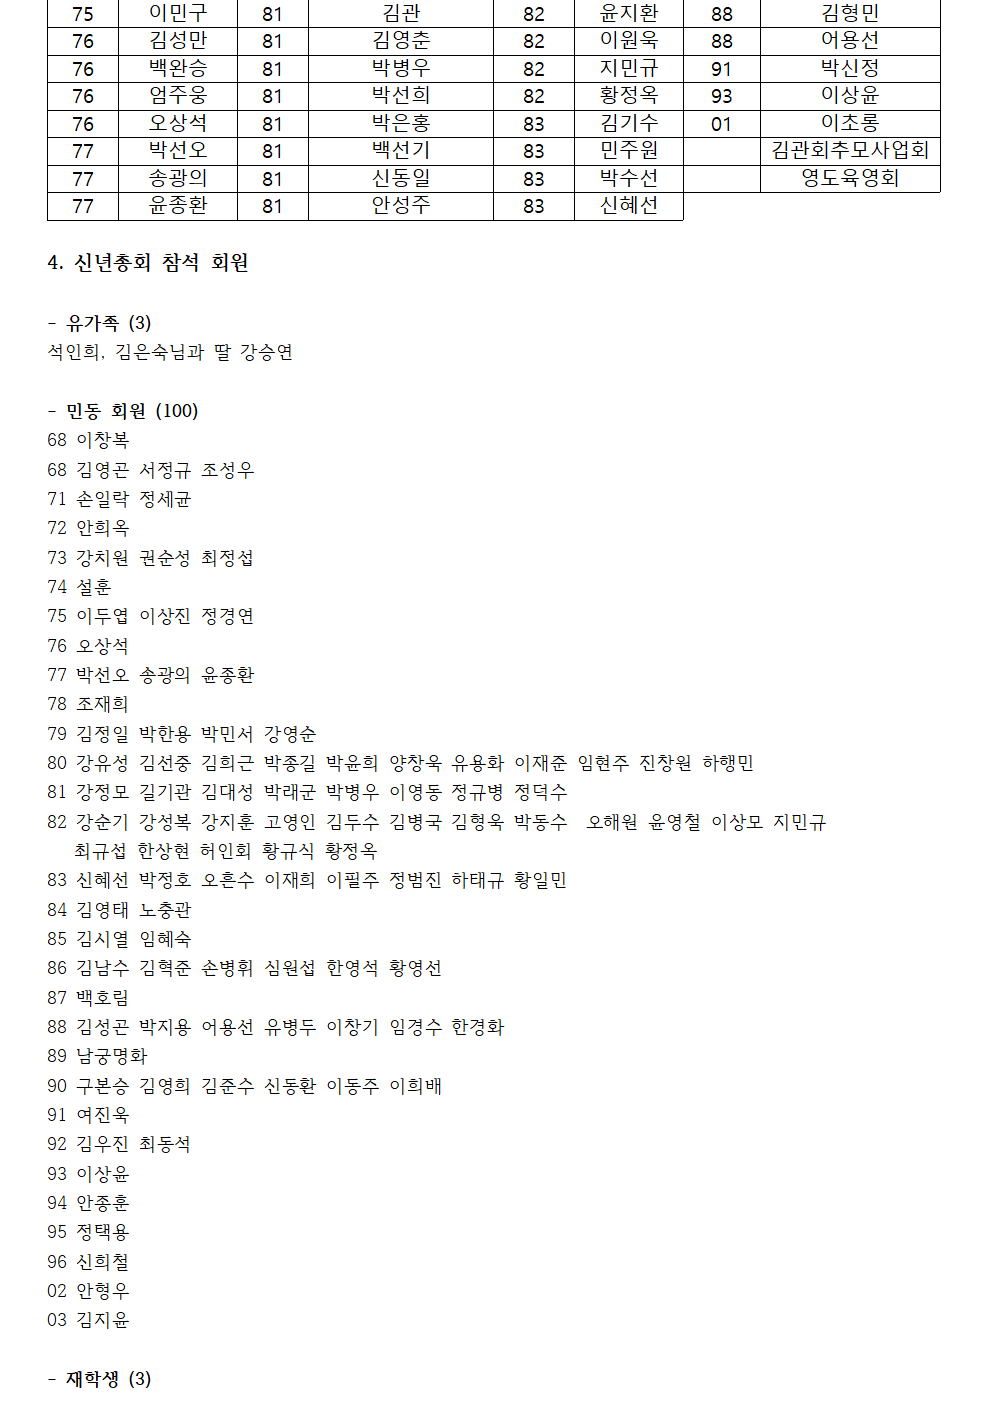 75 이민구 81 김관 82 윤지환 88 김형민
76 김성만 81 김영춘 82 이원욱 88 어용선
76 백완승 81 박병우 82 지민규 91 박신정
76 엄주웅 81 박선희 82 황정옥 93 이상윤
76 오상석 81 박은홍 83 김기수 01 이초롱
77 박선오 81 백선기 83 민주원 김관회추모사업회
77 송광의 81 신동일 83 박수선 영도육영회
77 윤종환 81 안성주 83 신혜선
4. 신년총회 참석 회원
- 유가족 (3)
석인희, 김은숙님과 딸 강승연
- 민동 회원 (100)
68 이창복
68 김영곤 서정규 조성우
71 손일락 정세균
72 안희옥
73 강치원 권순성 최정섭
74 설훈
75 이두엽 이상진 정경연
76 오상석
77 박선오 송광의 윤종환
78 조재희
79 김정일 박한용 박민서 강영순
80 강유성 김선중 김희근 박종길 박윤희 양창욱 유용화 이재준 임현주 진창원 하행민
81 강정모 길기관 김대성 박래군 박병우 이영동 정규병 정덕수
82 강순기 강성복 강지훈 고영인 김두수 김병국 김형욱 박동수 오해원 윤영철 이상모 지민규
최규섭 한상현 허인회 황규식 황정옥
83 신혜선 박정호 오흔수 이재희 이필주 정범진 하태규 황일민
84 김영태 노충관
85 김시열 임혜숙
86 김남수 김혁준 손병휘 심원섭 한영석 황영선
87 백호림
88 김성곤 박지용 어용선 유병두 이창기 임경수 한경화
89 남궁명화
90 구본승 김영희 김준수 신동환 이동주 이희배
91 여진욱
92 김우진 최동석
93 이상윤
94 안종훈
95 정택용
96 신희철
02 안형우
03 김지윤
- 재학생 (3)